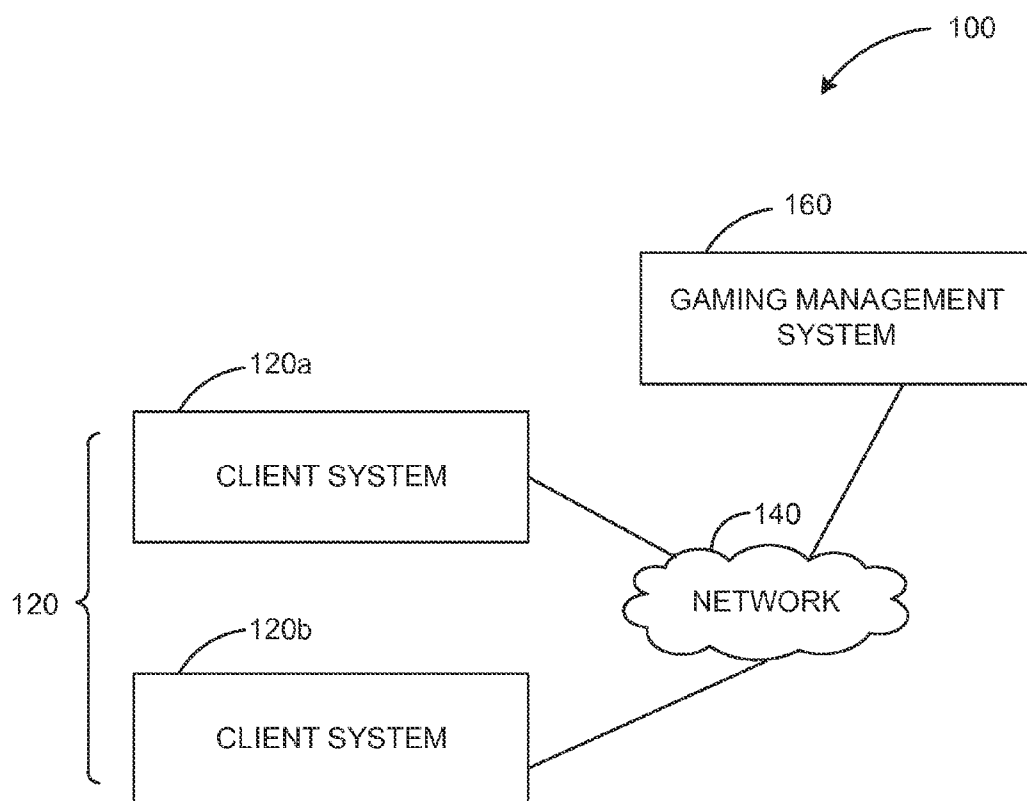 100
160
GAMING MANAGEMENT
SYSTEM
120a
CLIENT SYSTEM
140
NETWORK
120
120b
CLIENT SYSTEM